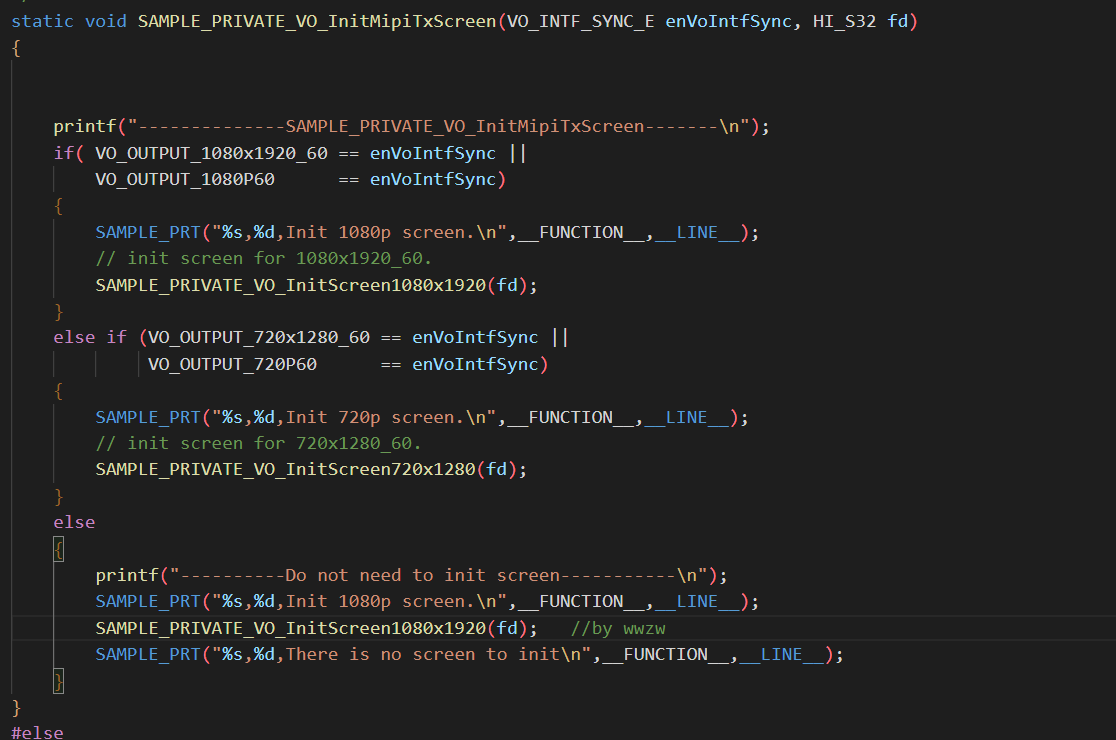 static void SAMPLE_PRIVATE_VO_InitMipiTxScreen(VO_INTF_SYNC_E enVoIntfSync, HI_S32 fd)
{
    printf("--------------SAMPLE_PRIVATE_VO_InitMipiTxScreen-------\n");
    if( VO_OUTPUT_1080x1920_60 == enVoIntfSync ||
        VO_OUTPUT_1080P60      == enVoIntfSync)
    {
        SAMPLE_PRT("%s,%d,Init 1080p screen.\n",__FUNCTION__,__LINE__);
        // init screen for 1080x1920_60.
        SAMPLE_PRIVATE_VO_InitScreen1080x1920(fd);
    }
    else if (VO_OUTPUT_720x1280_60 == enVoIntfSync ||
             VO_OUTPUT_720P60      == enVoIntfSync)
    {
        SAMPLE_PRT("%s,%d,Init 720p screen.\n",__FUNCTION__,__LINE__);
        // init screen for 720x1280_60.
        SAMPLE_PRIVATE_VO_InitScreen720x1280(fd);
    }
    else
    {
        printf("----------Do not need to init screen-----------\n");
        SAMPLE_PRT("%s,%d,Init 1080p screen.\n",__FUNCTION__,__LINE__);
        SAMPLE_PRIVATE_VO_InitScreen1080x1920(fd);   //by wwzw
        SAMPLE_PRT("%s,%d,There is no screen to init\n",__FUNCTION__,__LINE__);
    }
}
#else